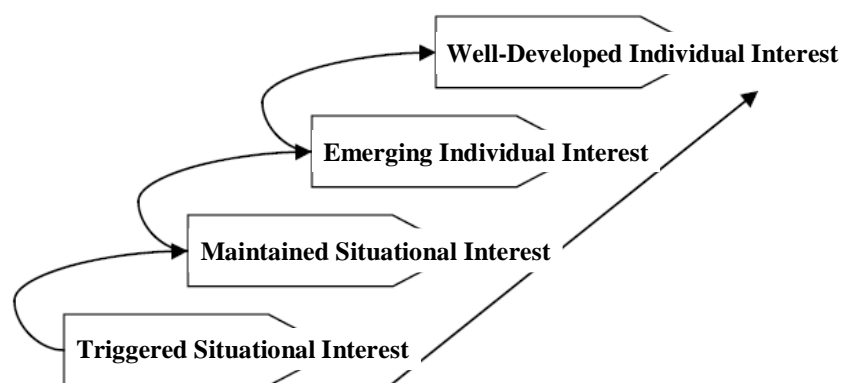 Well-Developed Individual Interest
Emerging Individual Interest
Maintained Situational Interest
Triggered Situational Interest